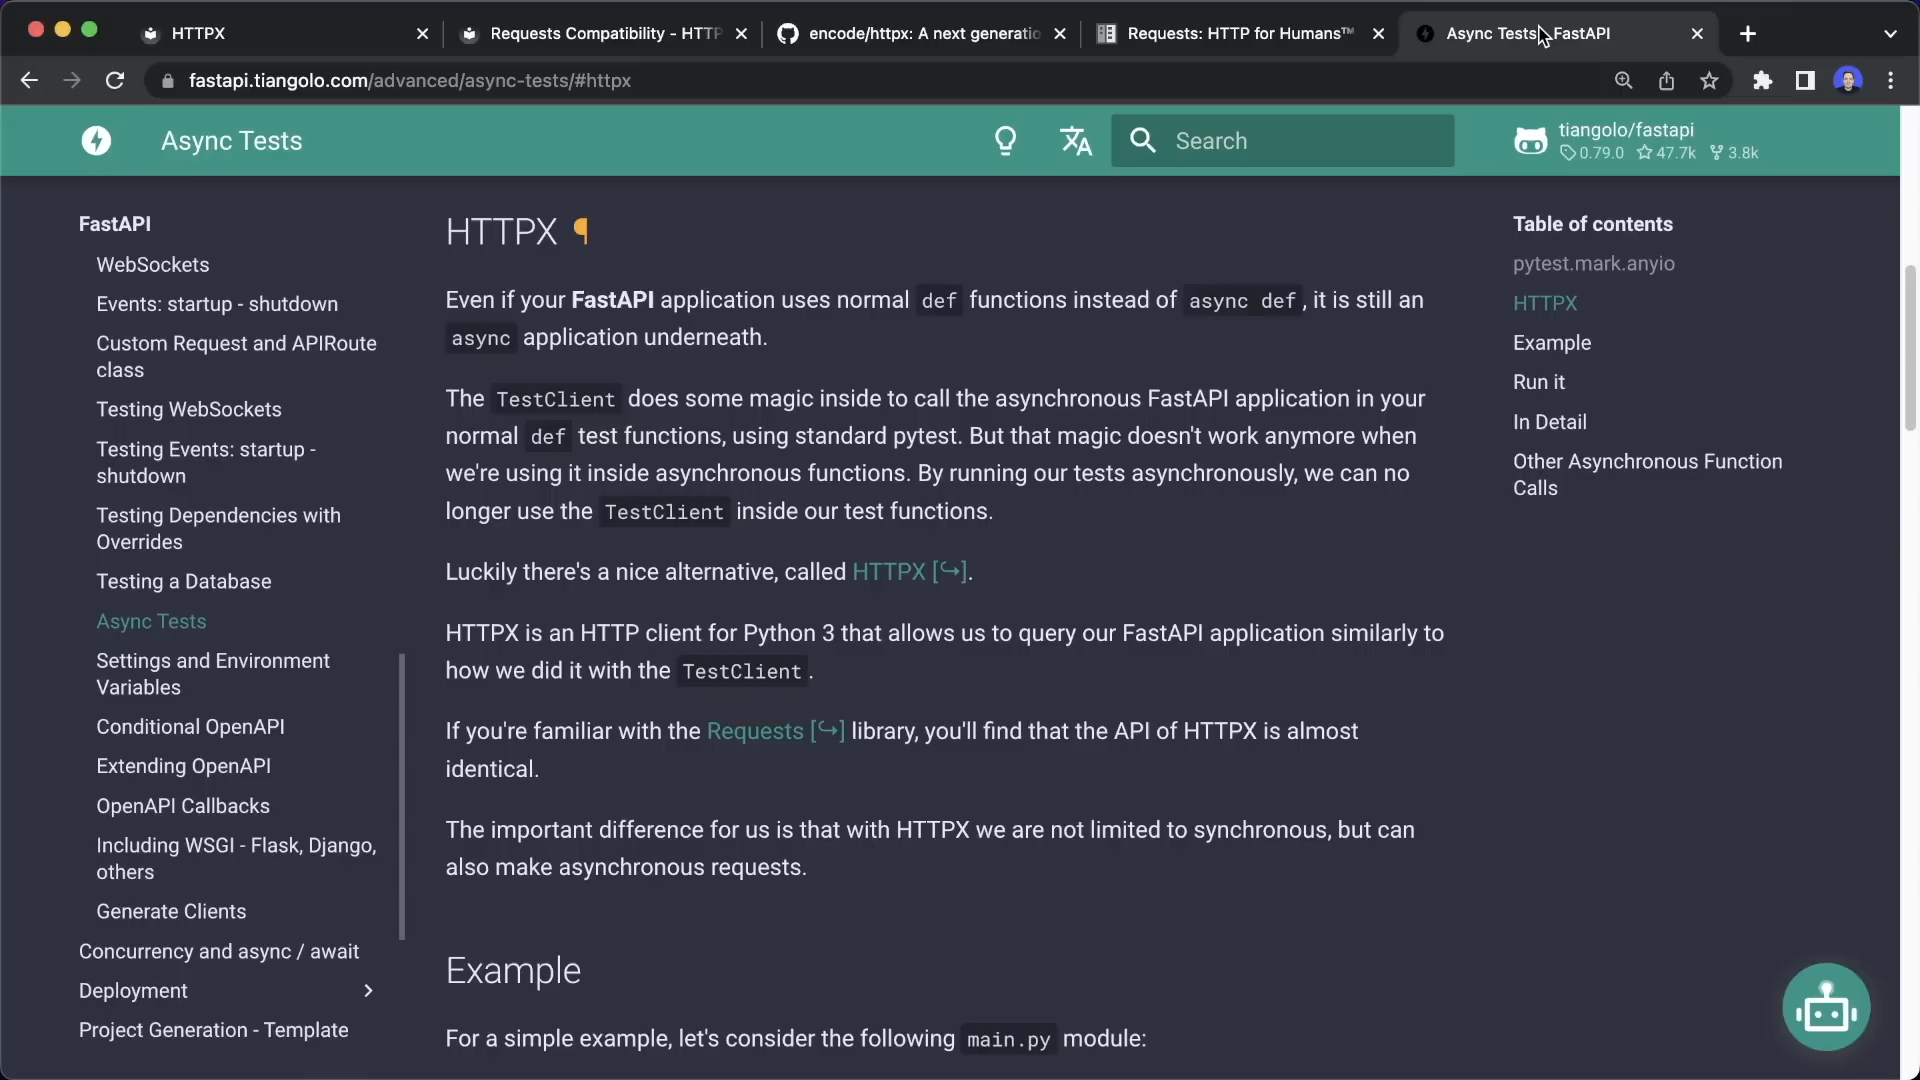 HTTPX
Requests Compatibility - HTTP
encode/httpx: A next generatio
Requests: HTTP for Humans™
Async Tests - FastAPI
fastapi.tiangolo.com/advanced/async-tests/#httpx
Async Tests
Search
tiangolo/fastapi
0.79.0 47.7k 3.8k
FastAPI
WebSockets
Events: startup - shutdown
Custom Request and APIRoute
class
Testing WebSockets
Testing Events: startup -
shutdown
Testing Dependencies with
Overrides
Testing a Database
Async Tests
Settings and Environment
Variables
Conditional OpenAPI
Extending OpenAPI
OpenAPI Callbacks
Including WSGI - Flask, Django,
others
Generate Clients
Concurrency and async / await
Deployment
Project Generation - Template
HTTPX ¶
Even if your FastAPI application uses normal def functions instead of async def, it is still an
async application underneath.
The TestClient does some magic inside to call the asynchronous FastAPI application in your
normal def test functions, using standard pytest. But that magic doesn't work anymore when
we're using it inside asynchronous functions. By running our tests asynchronously, we can no
longer use the TestClient inside our test functions.
Luckily there's a nice alternative, called HTTPX [↪].
HTTPX is an HTTP client for Python 3 that allows us to query our FastAPI application similarly to
how we did it with the TestClient.
If you're familiar with the Requests [↪] library, you'll find that the API of HTTPX is almost
identical.
The important difference for us is that with HTTPX we are not limited to synchronous, but can
also make asynchronous requests.
Example
For a simple example, let's consider the following main.py module:
Table of contents
pytest.mark.anyio
HTTPX
Example
Run it
In Detail
Other Asynchronous Function
Calls